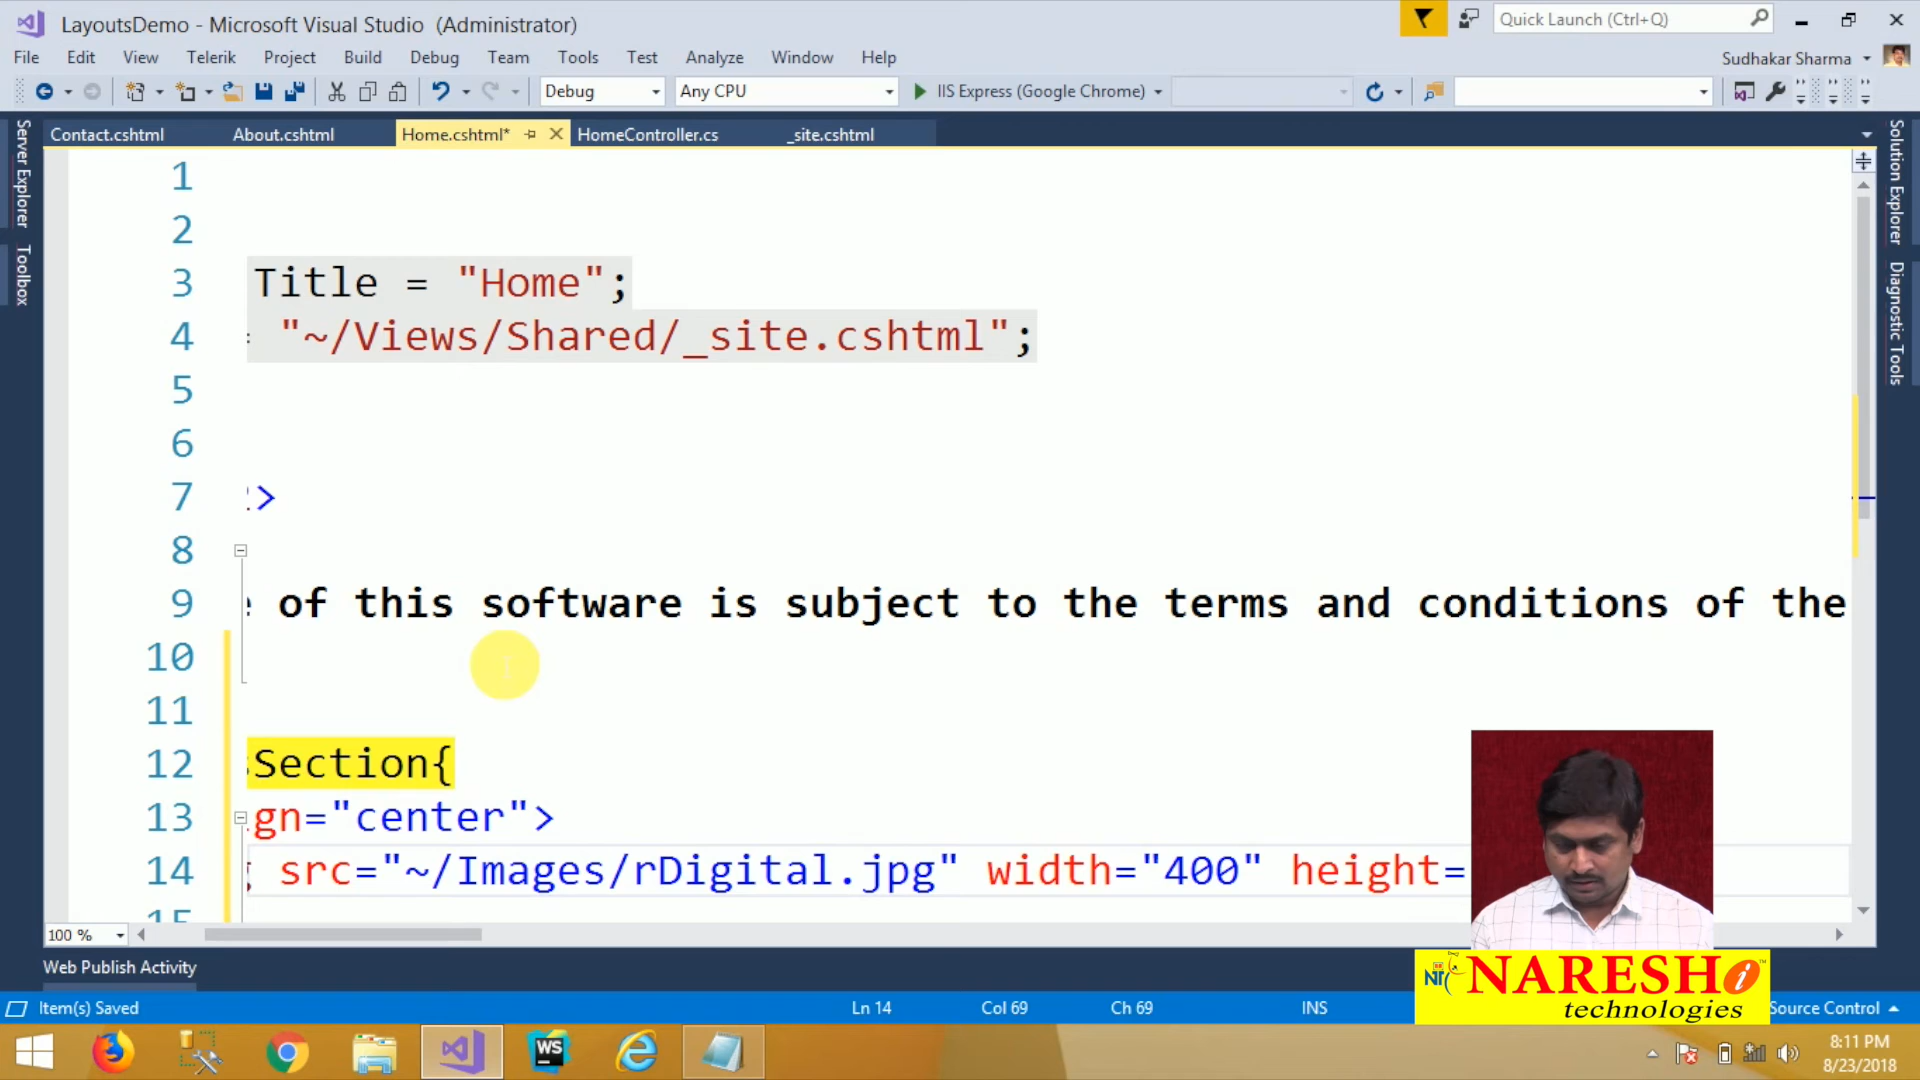 LayoutsDemo - Microsoft Visual Studio (Administrator)
Quick Launch (Ctrl+Q)
File Edit View Telerik Project Build Debug Team Tools Test Analyze Window Help
Sudhakar Sharma
Debug Any CPU IIS Express (Google Chrome)
Contact.cshtml About.cshtml Home.cshtml* HomeController.cs _site.cshtml
Server Explorer
Toolbox
Solution Explorer
Diagnostic Tools
1
2
3 Title = "Home";
4 "~/Views/Shared/_site.cshtml";
5
6
7 >
8
9 of this software is subject to the terms and conditions of the
10
11
12 Section{
13 gn="center">
14 src="~/Images/rDigital.jpg" width="400" height=
15
100 %
Web Publish Activity
Item(s) Saved Ln 14 Col 69 Ch 69 INS Source Control
NARESH i
technologies
WS
8:11 PM
8/23/2018